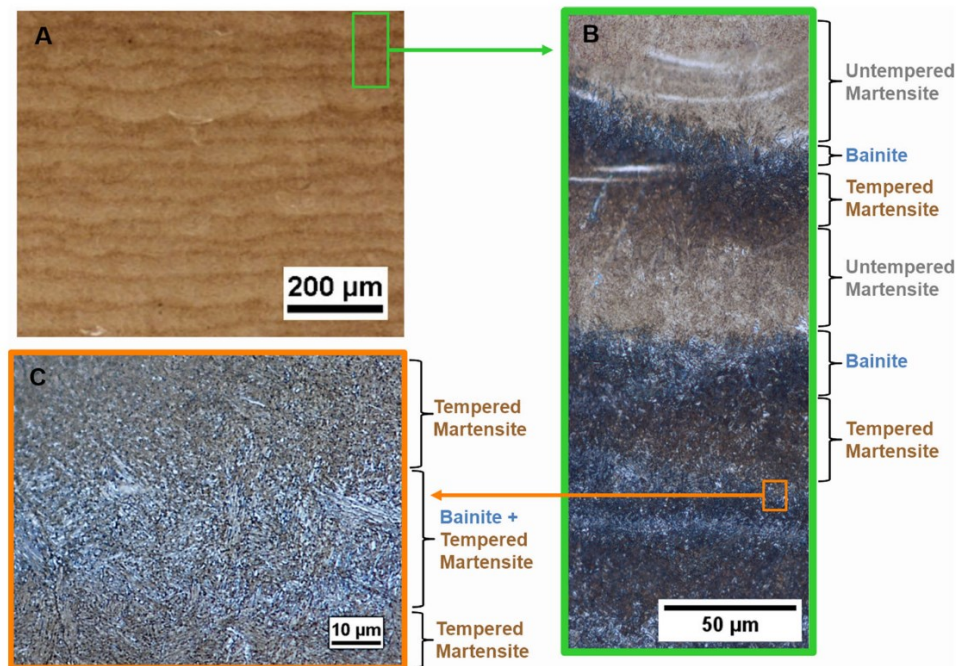 A
200 µm
B
Untempered
Martensite
Bainite
Tempered
Martensite
Untempered
Martensite
Bainite
Tempered
Martensite
50 µm
C
Tempered
Martensite
Bainite +
Tempered
Martensite
Tempered
Martensite
10 µm